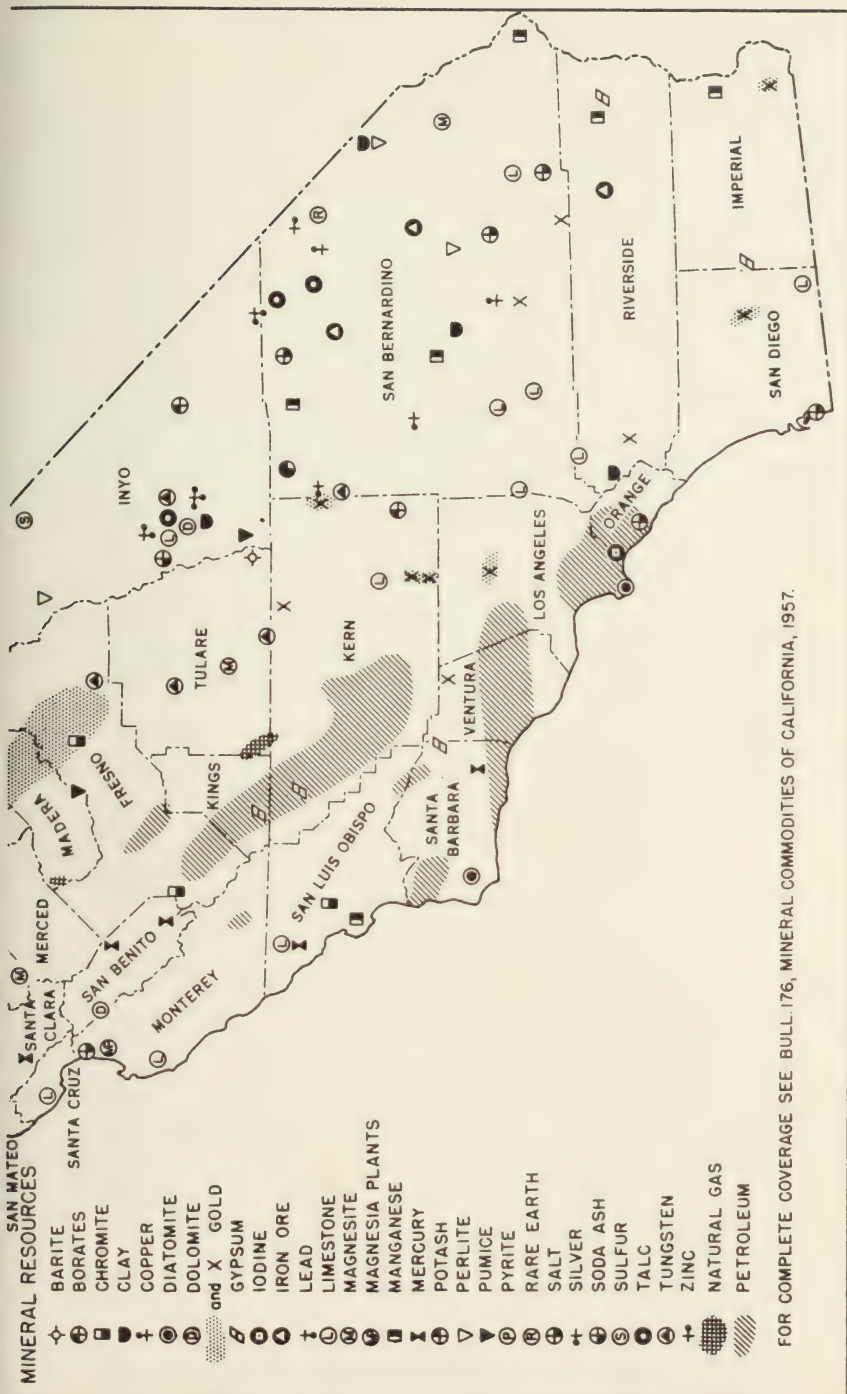 SAN MATEO
MINERAL RESOURCES
BARITE
BORATES
CHROMITE
CLAY
COPPER
DIATOMITE
D DOLOMITE
and X GOLD
GYPSUM
IODINE
IRON ORE
LEAD
L LIMESTONE
M MAGNESITE
MAGNESIA PLANTS
MANGANESE
MERCURY
POTASH
PERLITE
PUMICE
P PYRITE
R RARE EARTH
SALT
SILVER
SODA ASH
S SULFUR
TALC
TUNGSTEN
ZINC
NATURAL GAS
PETROLEUM
SANTA CRUZ
SANTA
CLARA
MERCED
SAN BENITO
MONTEREY
MADERA
FRESNO
KINGS
TULARE
INYO
SAN LUIS OBISPO
KERN
SANTA
BARBARA
VENTURA
LOS ANGELES
SAN BERNARDINO
ORANGE
RIVERSIDE
SAN DIEGO
IMPERIAL
FOR COMPLETE COVERAGE SEE BULL. 176, MINERAL COMMODITIES OF CALIFORNIA, 1957.